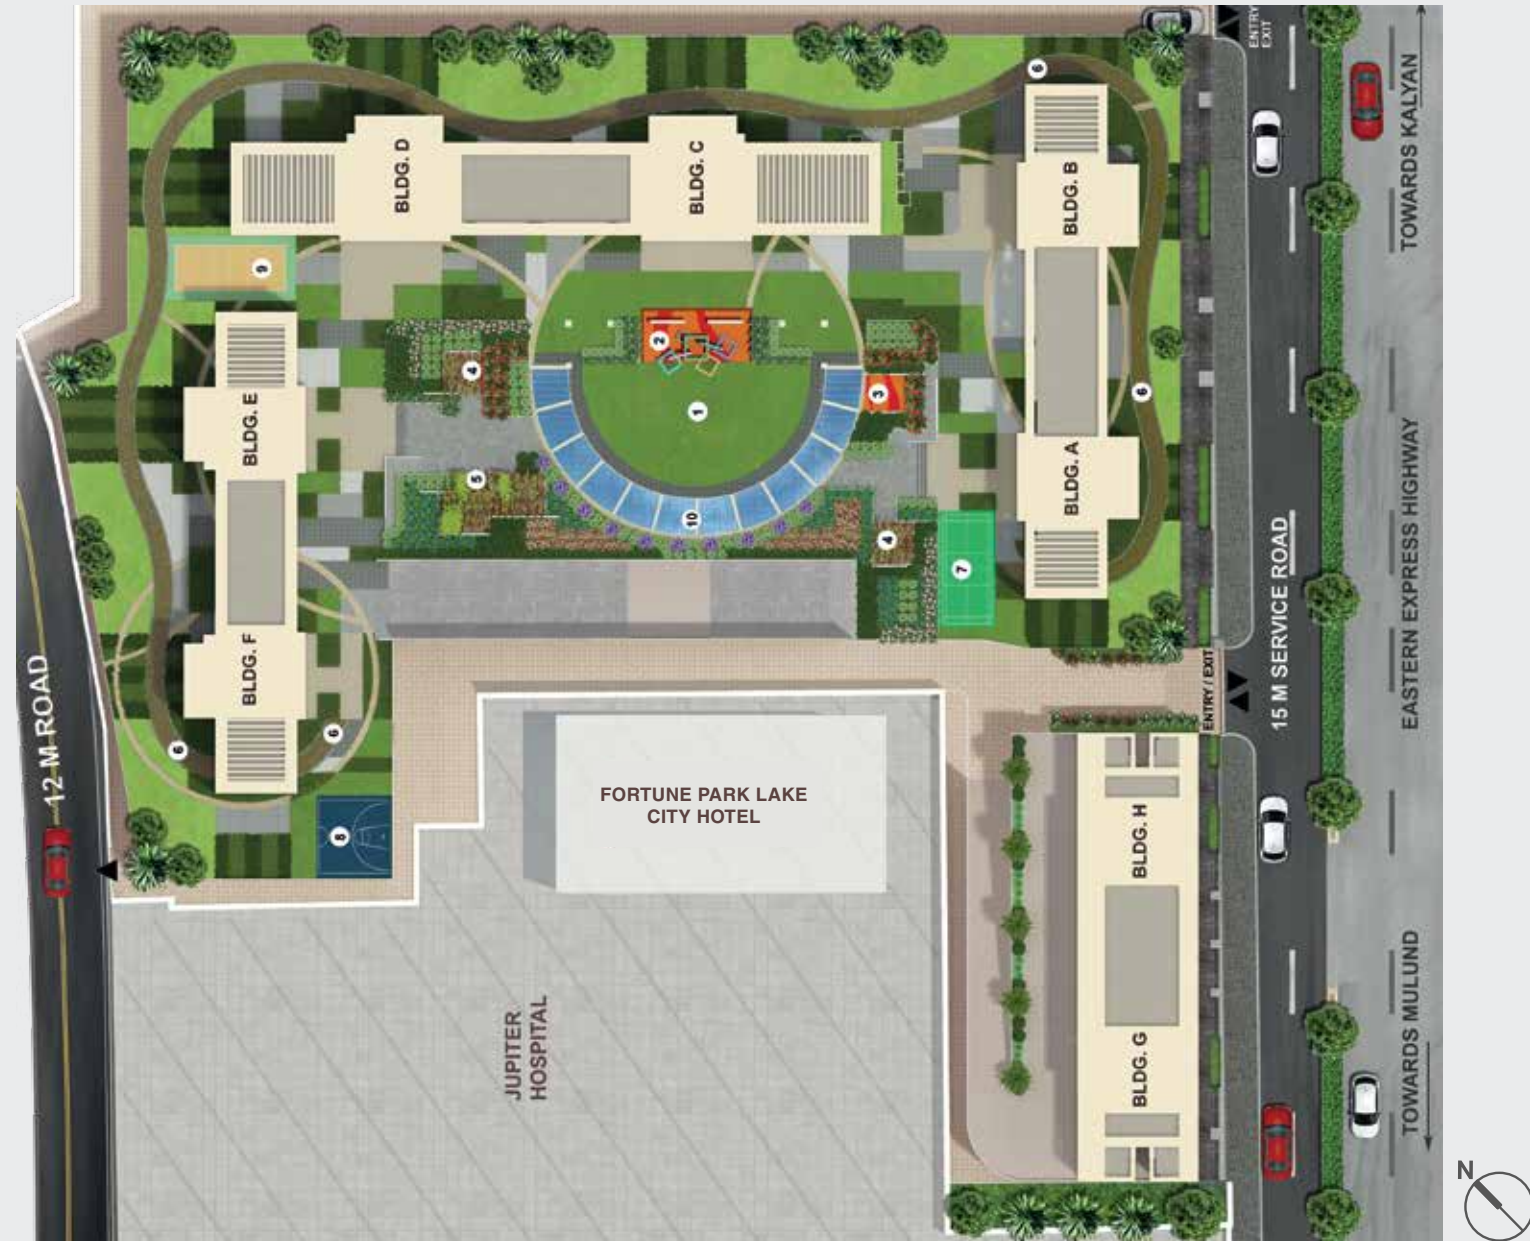 ENTRY
EXIT
TOWARDS KALYAN
6
BLDG. D
BLDG. C
BLDG. B
9
2
4
3
1
6
BLDG. E
BLDG. A
5
10
4
7
EASTERN EXPRESS HIGHWAY
15 M SERVICE ROAD
ENTRY / EXIT
BLDG. F
12 M ROAD
6
6
8
FORTUNE PARK LAKE
CITY HOTEL
BLDG. H
JUPITER
HOSPITAL
BLDG. G
TOWARDS MULUND
N